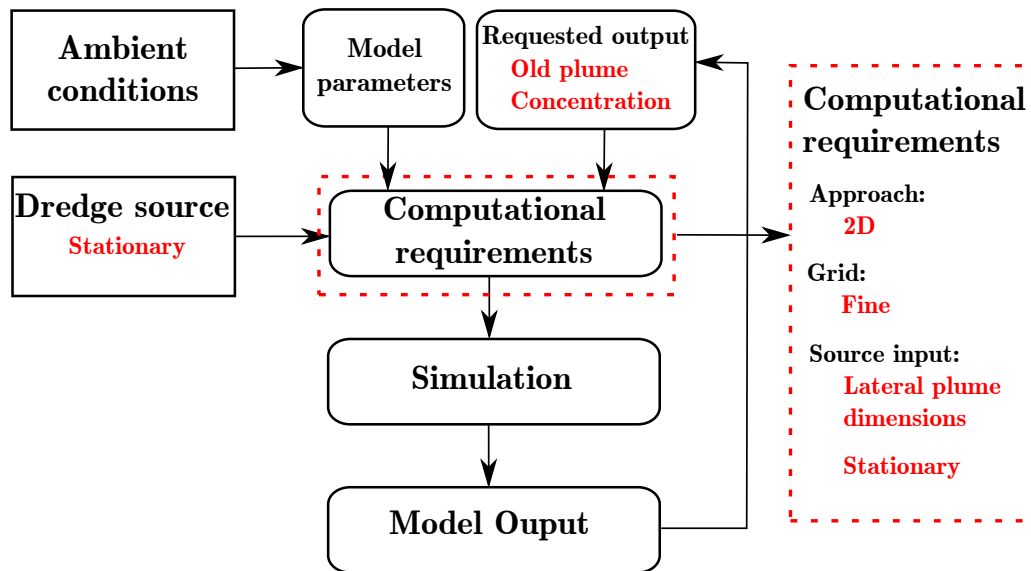 Ambient
conditions
Model
parameters
Requested output
Old plume
Concentration
Dredge source
Stationary
Computational
requirements
Simulation
Model Ouput
Computational
requirements
Approach:
2D
Grid:
Fine
Source input:
Lateral plume
dimensions
Stationary